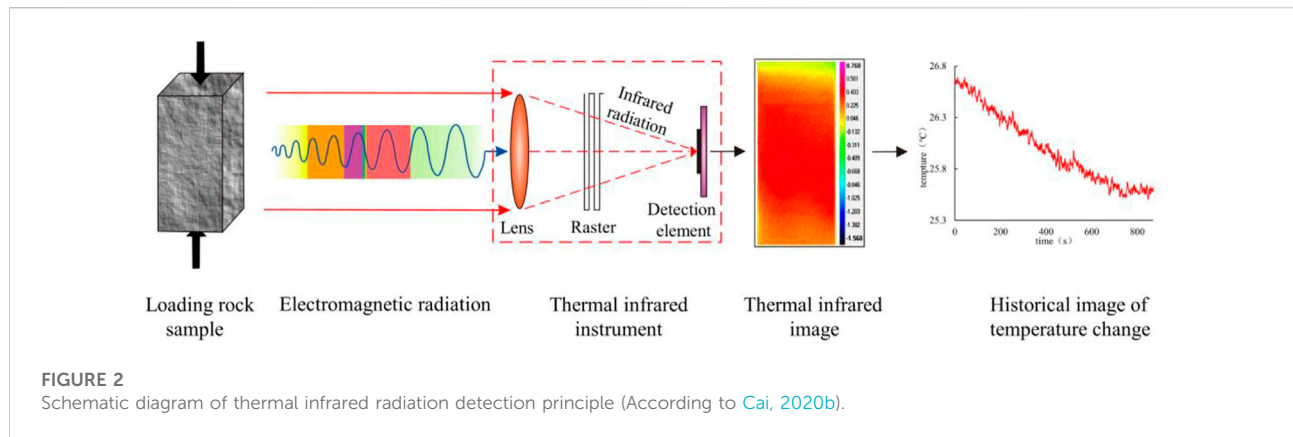 Infrared
radiation
Lens
Raster
Detection
element
0.768
0.581
0.403
0.225
0.046
-0.132
-0.311
-0.489
-0.668
-0.846
-1.025
-1.203
-1.382
-1.560
26.8
26.3
25.8
25.3
tempture (℃)
0
200
400
600
800
time (s)
Loading rock
sample
Electromagnetic radiation
Thermal infrared
instrument
Thermal infrared
image
Historical image of
temperature change
FIGURE 2
Schematic diagram of thermal infrared radiation detection principle (According to Cai, 2020b).